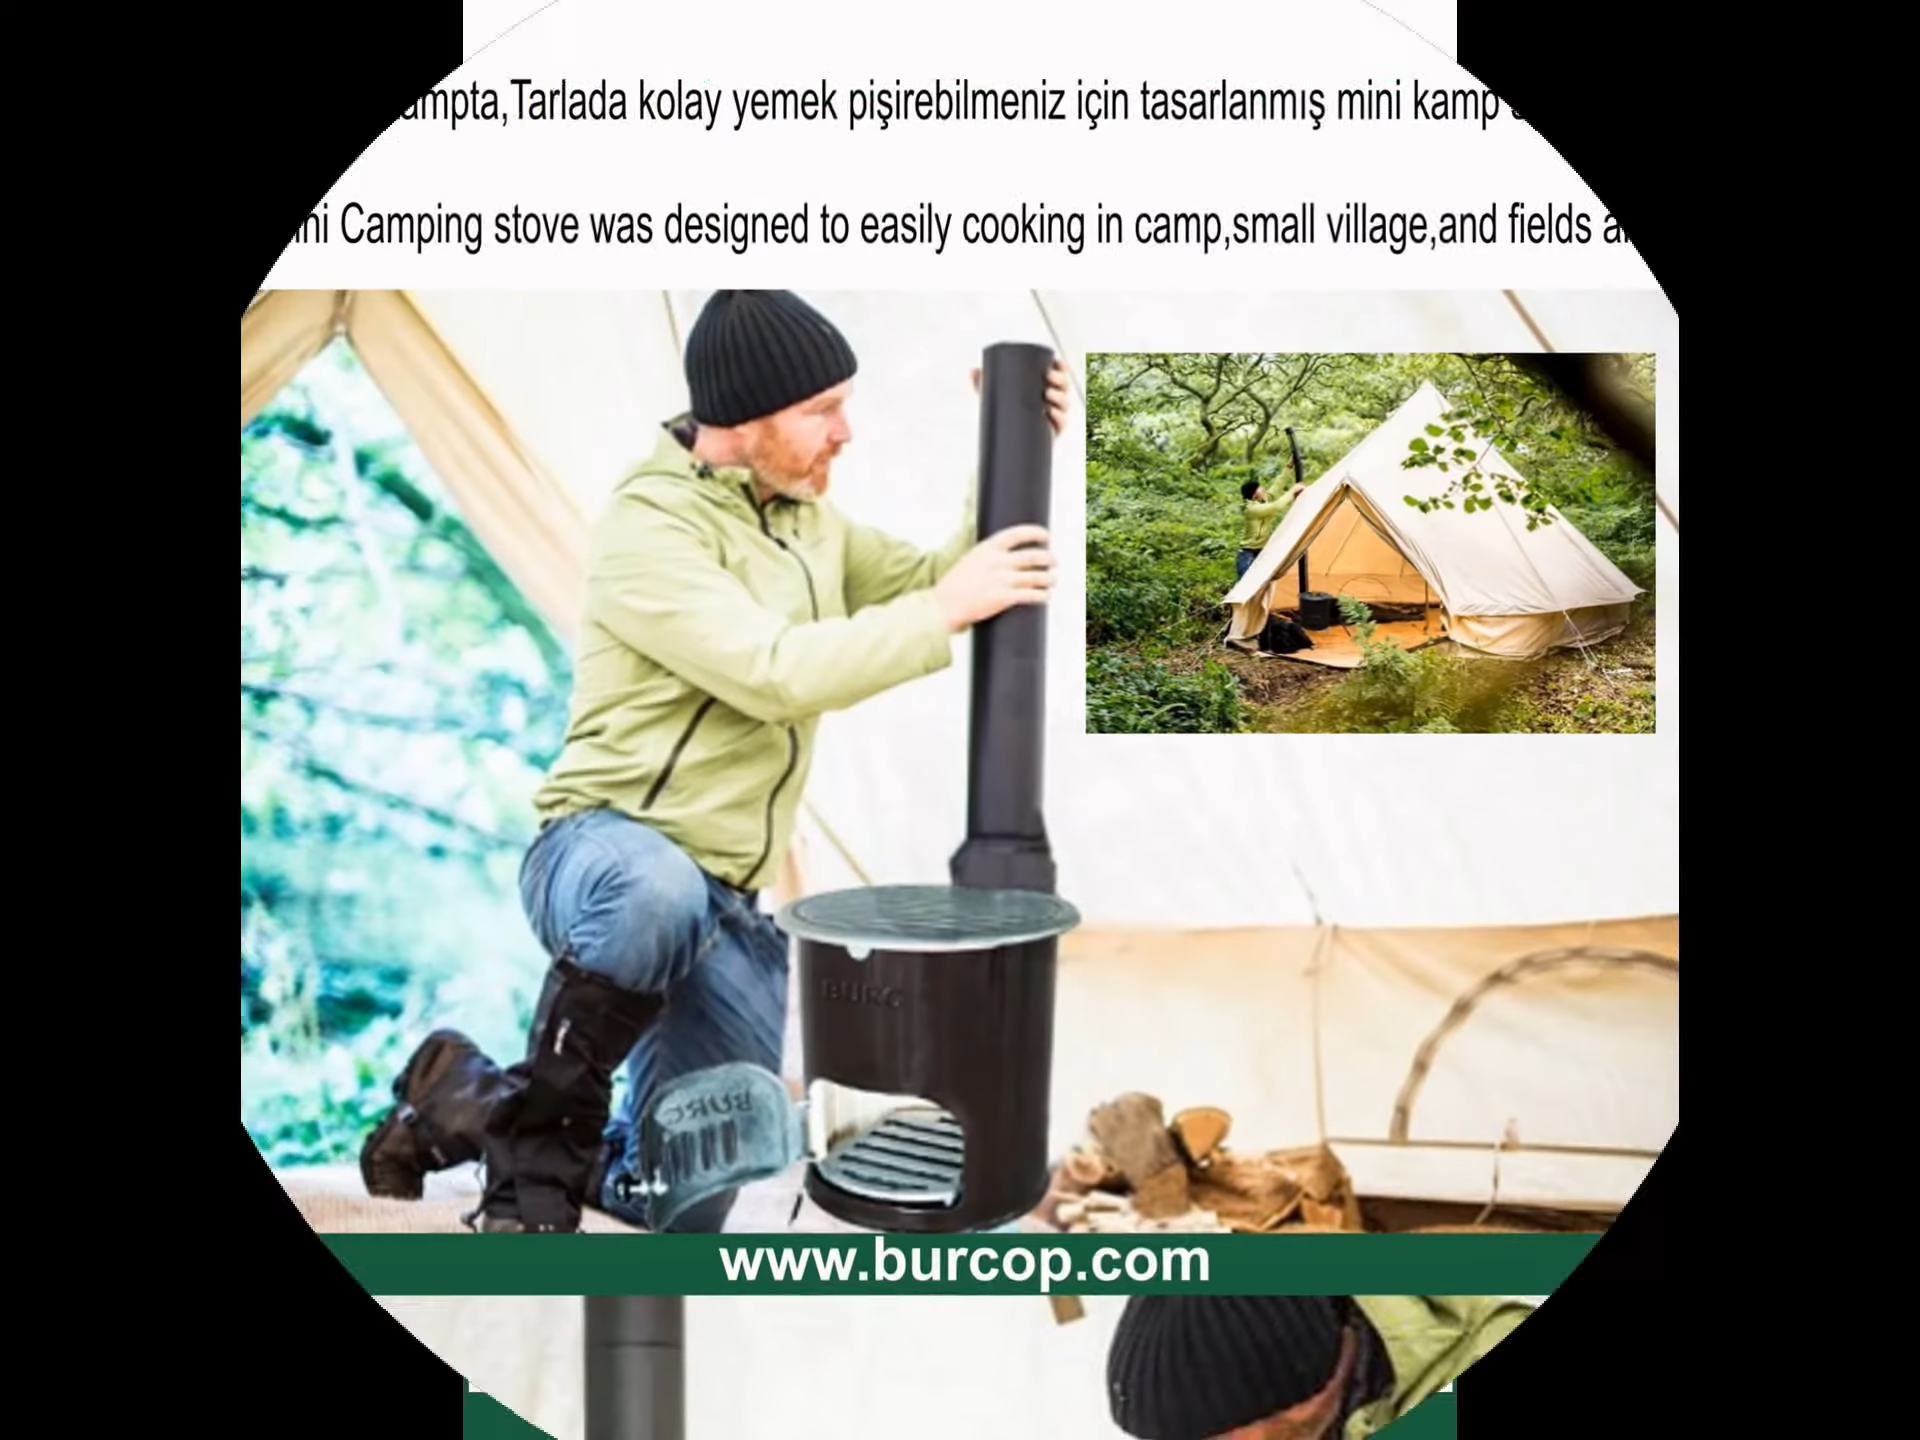 ampta,Tarlada kolay yemek pişirebilmeniz için tasarlanmış mini kamp
ni Camping stove was designed to easily cooking in camp,small village,and fields
BURC
BURC
www.burcop.com